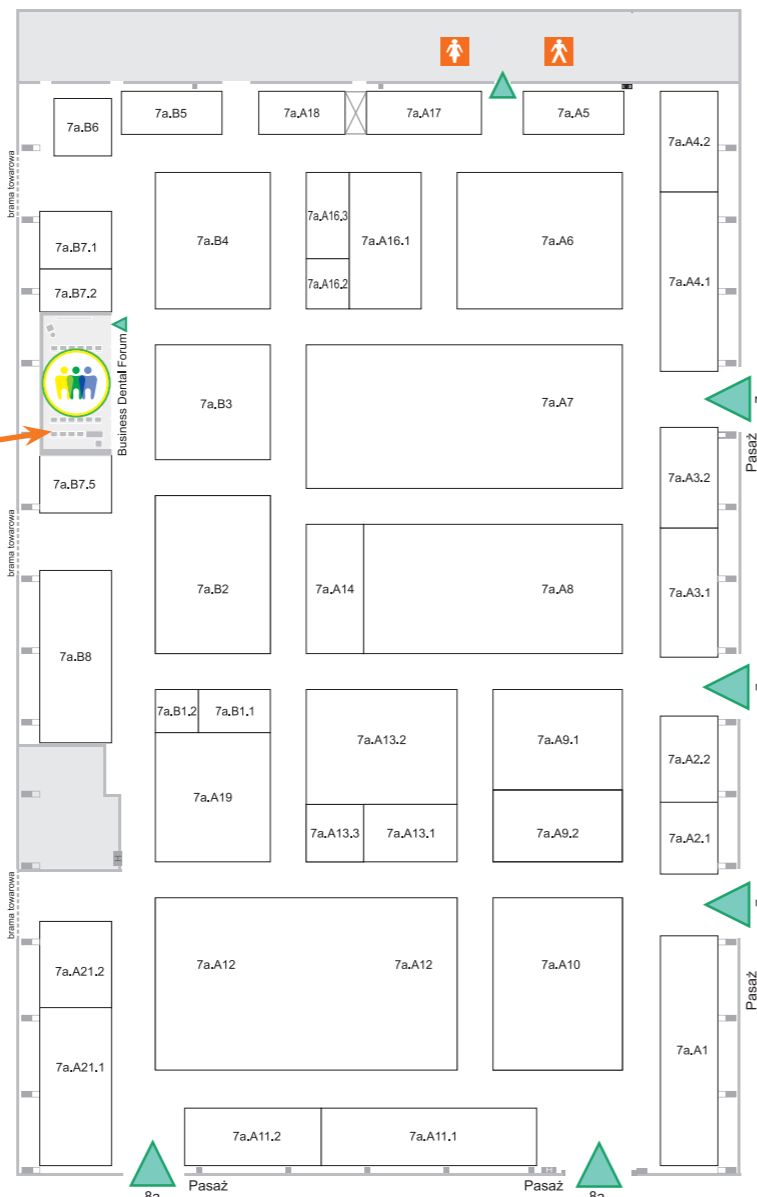 7a.B6
7a.B5
7a.A18
7a.A17
7a.A5
7a.A4.2
brama towarowa
7a.B7.1
7a.B4
7a.A16.3
7a.A16.1
7a.A6
7a.A16.2
7a.A4.1
7a.B7.2
Business Dental Forum
7a.B3
7a.A7
Pasaż
7a.A3.2
7a.B7.5
brama towarowa
7a.B2
7a.A14
7a.A8
7a.A3.1
7a.B8
7a.B1.2
7a.B1.1
7a.A13.2
7a.A9.1
7a.A2.2
7a.A19
7a.A13.3
7a.A13.1
7a.A9.2
7a.A2.1
H
brama towarowa
7a.A21.2
7a.A12
7a.A12
7a.A10
Pasaż
7a.A1
7a.A21.1
7a.A11.2
7a.A11.1
H
8a
Pasaż
Pasaż
8a